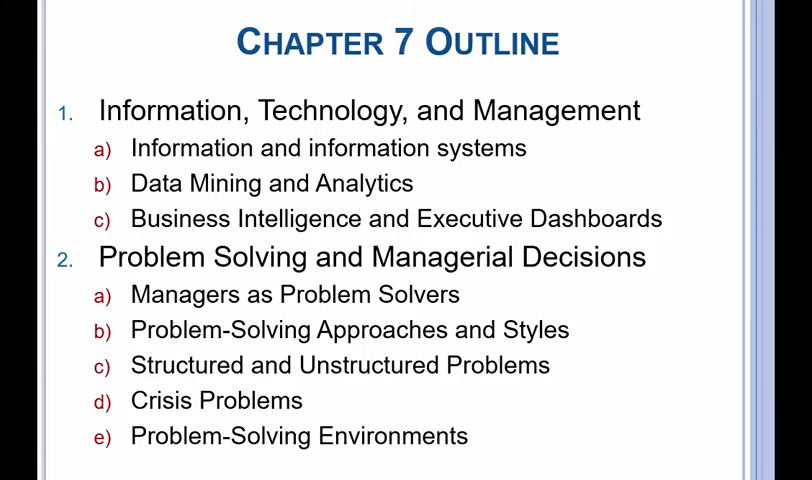 CHAPTER 7 OUTLINE
1. Information, Technology, and Management
a) Information and information systems
b) Data Mining and Analytics
c) Business Intelligence and Executive Dashboards
2. Problem Solving and Managerial Decisions
a) Managers as Problem Solvers
b) Problem-Solving Approaches and Styles
c) Structured and Unstructured Problems
d) Crisis Problems
e) Problem-Solving Environments